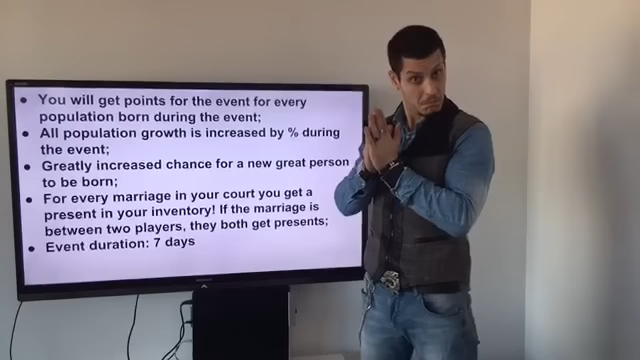 ● You will get points for the event for every
population born during the event;
● All population growth is increased by % during
the event;
● Greatly increased chance for a new great person
to be born;
● For every marriage in your court you get a
present in your inventory! If the marriage is
between two players, they both get presents;
● Event duration: 7 days